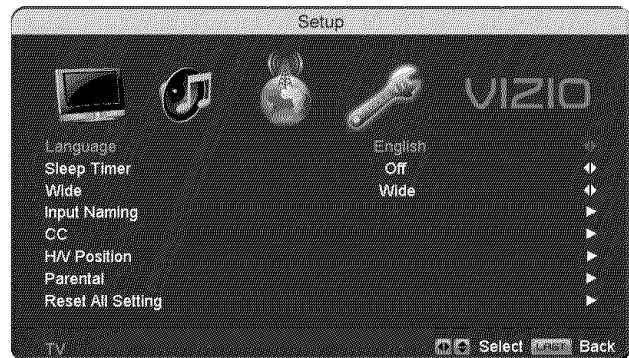 Setup
VIZIO
Language English
Sleep Timer Off
Wide Wide
Input Naming
CC
H/V Position
Parental
Reset All Setting
TV Select LAST Back